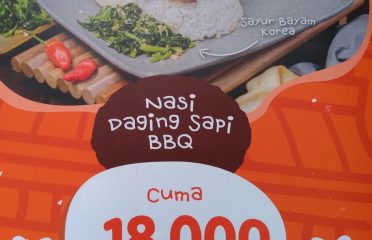 Sayur Bayam
Korea
Nasi
Daging Sapi
BBQ
Cuma
18.000